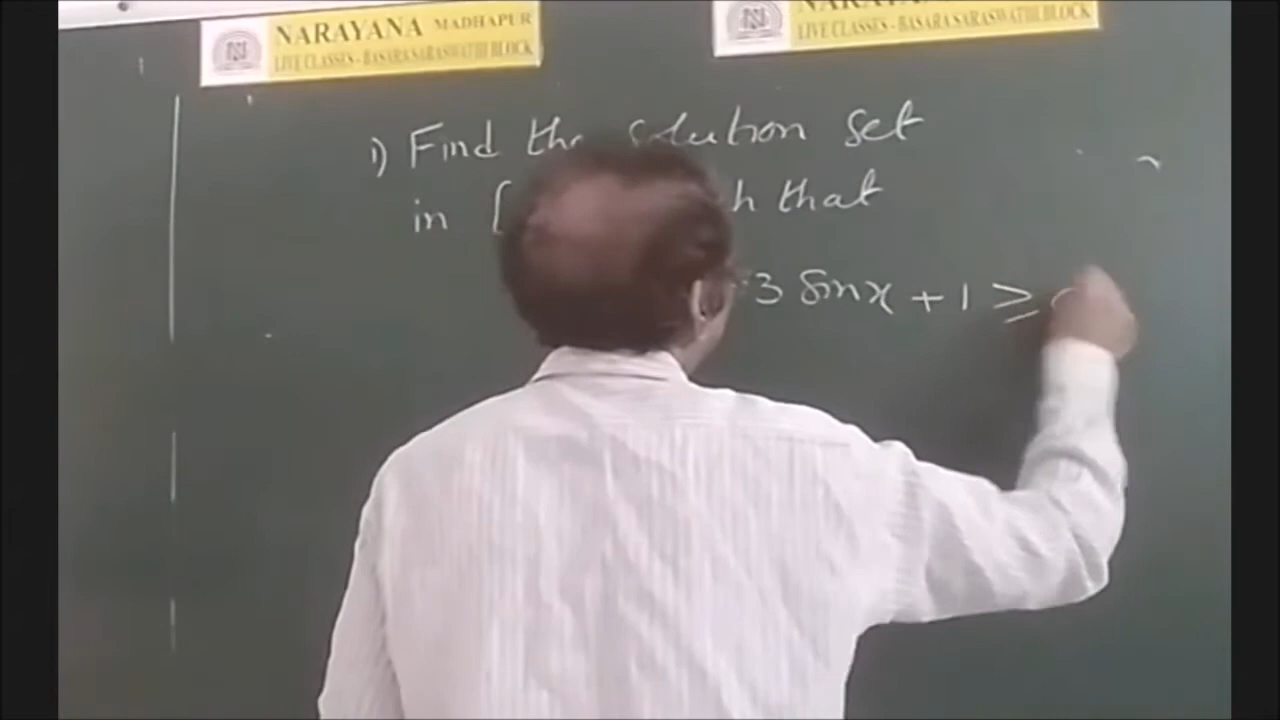 NARAYANA MADHAPUR
LIVE CLASSES - BASARA SARASWATHI BLOCK
LIVE CLASSES - BASARA SARASWATHI BLOCK
1) Find the solution set
in [ that
3 sinx + 1 ≥